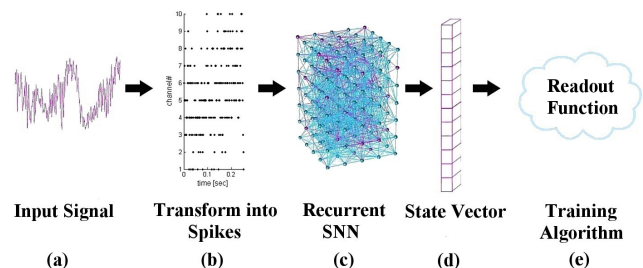 10
9
8
7
6
5
4
3
2
1
channel#
0 0.1 0.2
time [sec]
Readout
Function
Input Signal
Transform into
Spikes
Recurrent
SNN
State Vector
Training
Algorithm
(a) (b) (c) (d) (e)